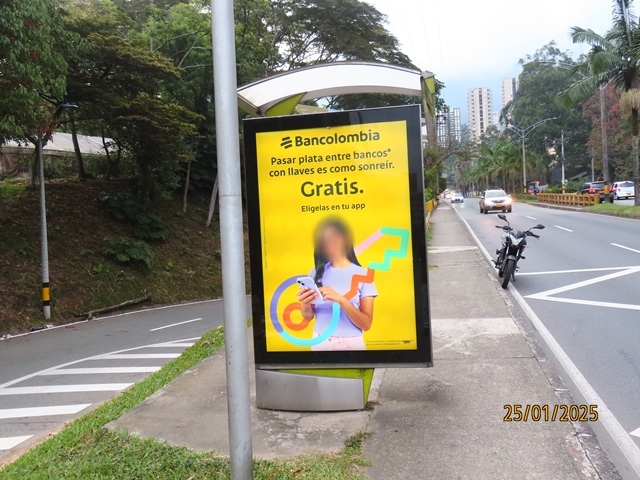 Bancolombia
Pasar plata entre bancos*
con llaves es como sonreír.
Gratis.
Elígelas en tu app
25/01/2025